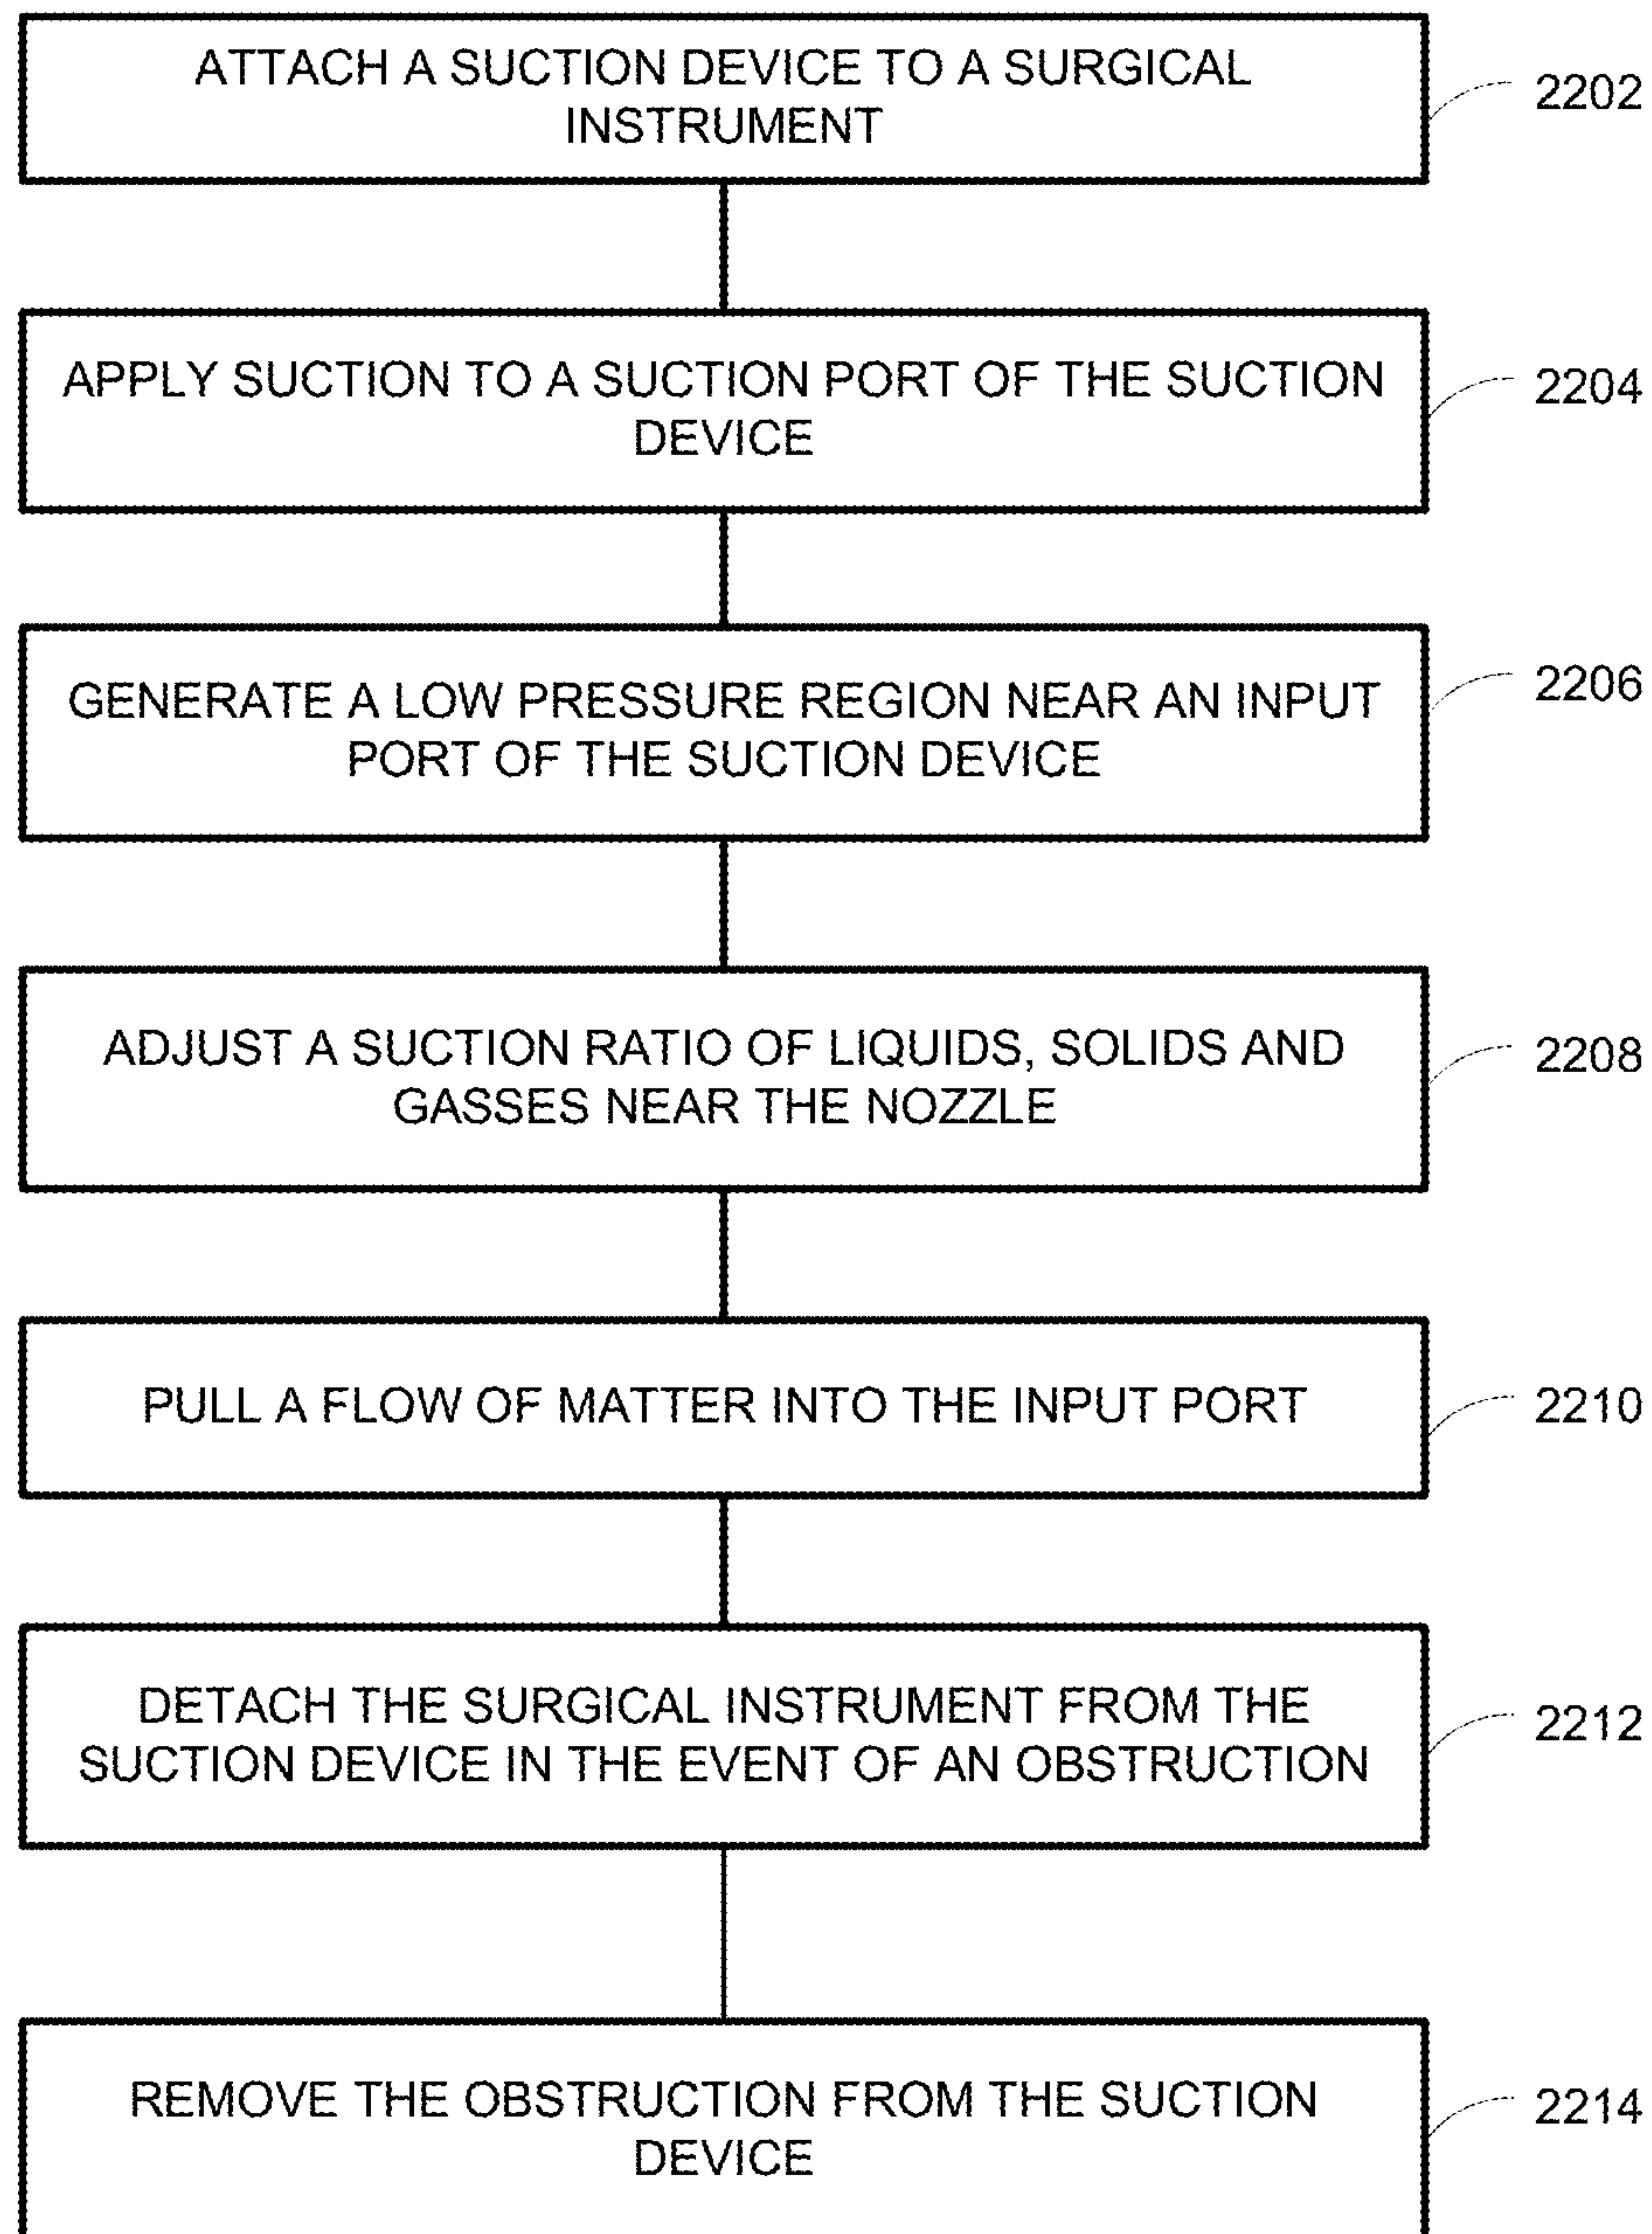 ATTACH A SUCTION DEVICE TO A SURGICAL
INSTRUMENT
2202
APPLY SUCTION TO A SUCTION PORT OF THE SUCTION
DEVICE
2204
GENERATE A LOW PRESSURE REGION NEAR AN INPUT
PORT OF THE SUCTION DEVICE
2206
ADJUST A SUCTION RATIO OF LIQUIDS, SOLIDS AND
GASSES NEAR THE NOZZLE
2208
PULL A FLOW OF MATTER INTO THE INPUT PORT
2210
DETACH THE SURGICAL INSTRUMENT FROM THE
SUCTION DEVICE IN THE EVENT OF AN OBSTRUCTION
2212
REMOVE THE OBSTRUCTION FROM THE SUCTION
DEVICE
2214